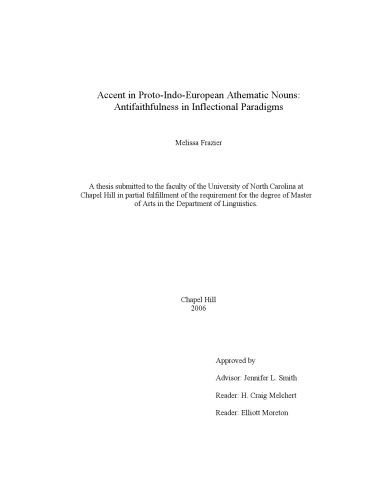 Accent in Proto-Indo-European Athematic Nouns:
Antifaithfulness in Inflectional Paradigms
Melissa Frazier
A thesis submitted to the faculty of the University of North Carolina at
Chapel Hill in partial fulfillment of the requirement for the degree of Master
of Arts in the Department of Linguistics.
Chapel Hill
2006
Approved by
Advisor: Jennifer L. Smith
Reader: H. Craig Melchert
Reader: Elliott Moreton